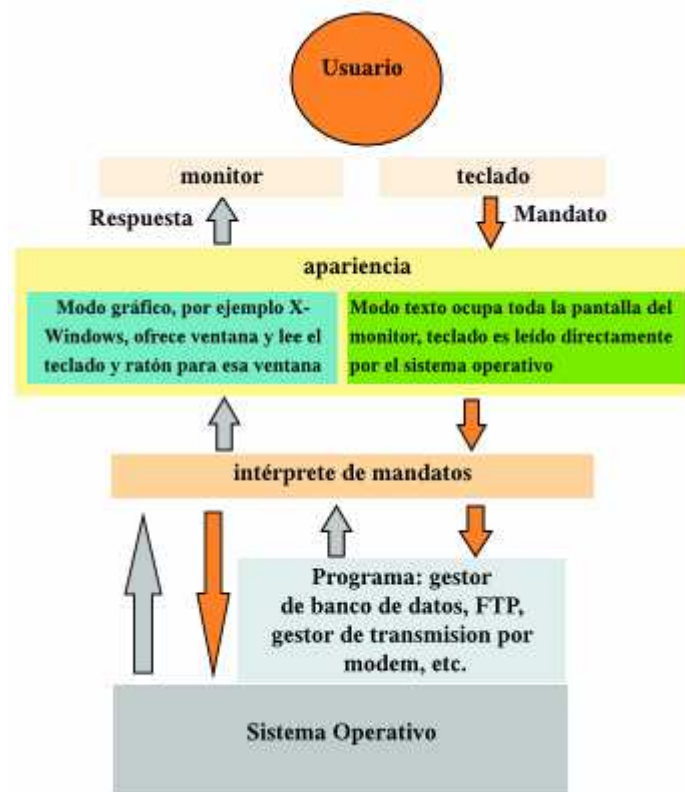 Usuario
monitor
teclado
Respuesta
Mandato
apariencia
Modo gráfico, por ejemplo X-
Windows, ofrece ventana y lee el
teclado y ratón para esa ventana
Modo texto ocupa toda la pantalla del
monitor, teclado es leído directamente
por el sistema operativo
intérprete de mandatos
Programa: gestor
de banco de datos, FTP,
gestor de transmision por
modem, etc.
Sistema Operativo